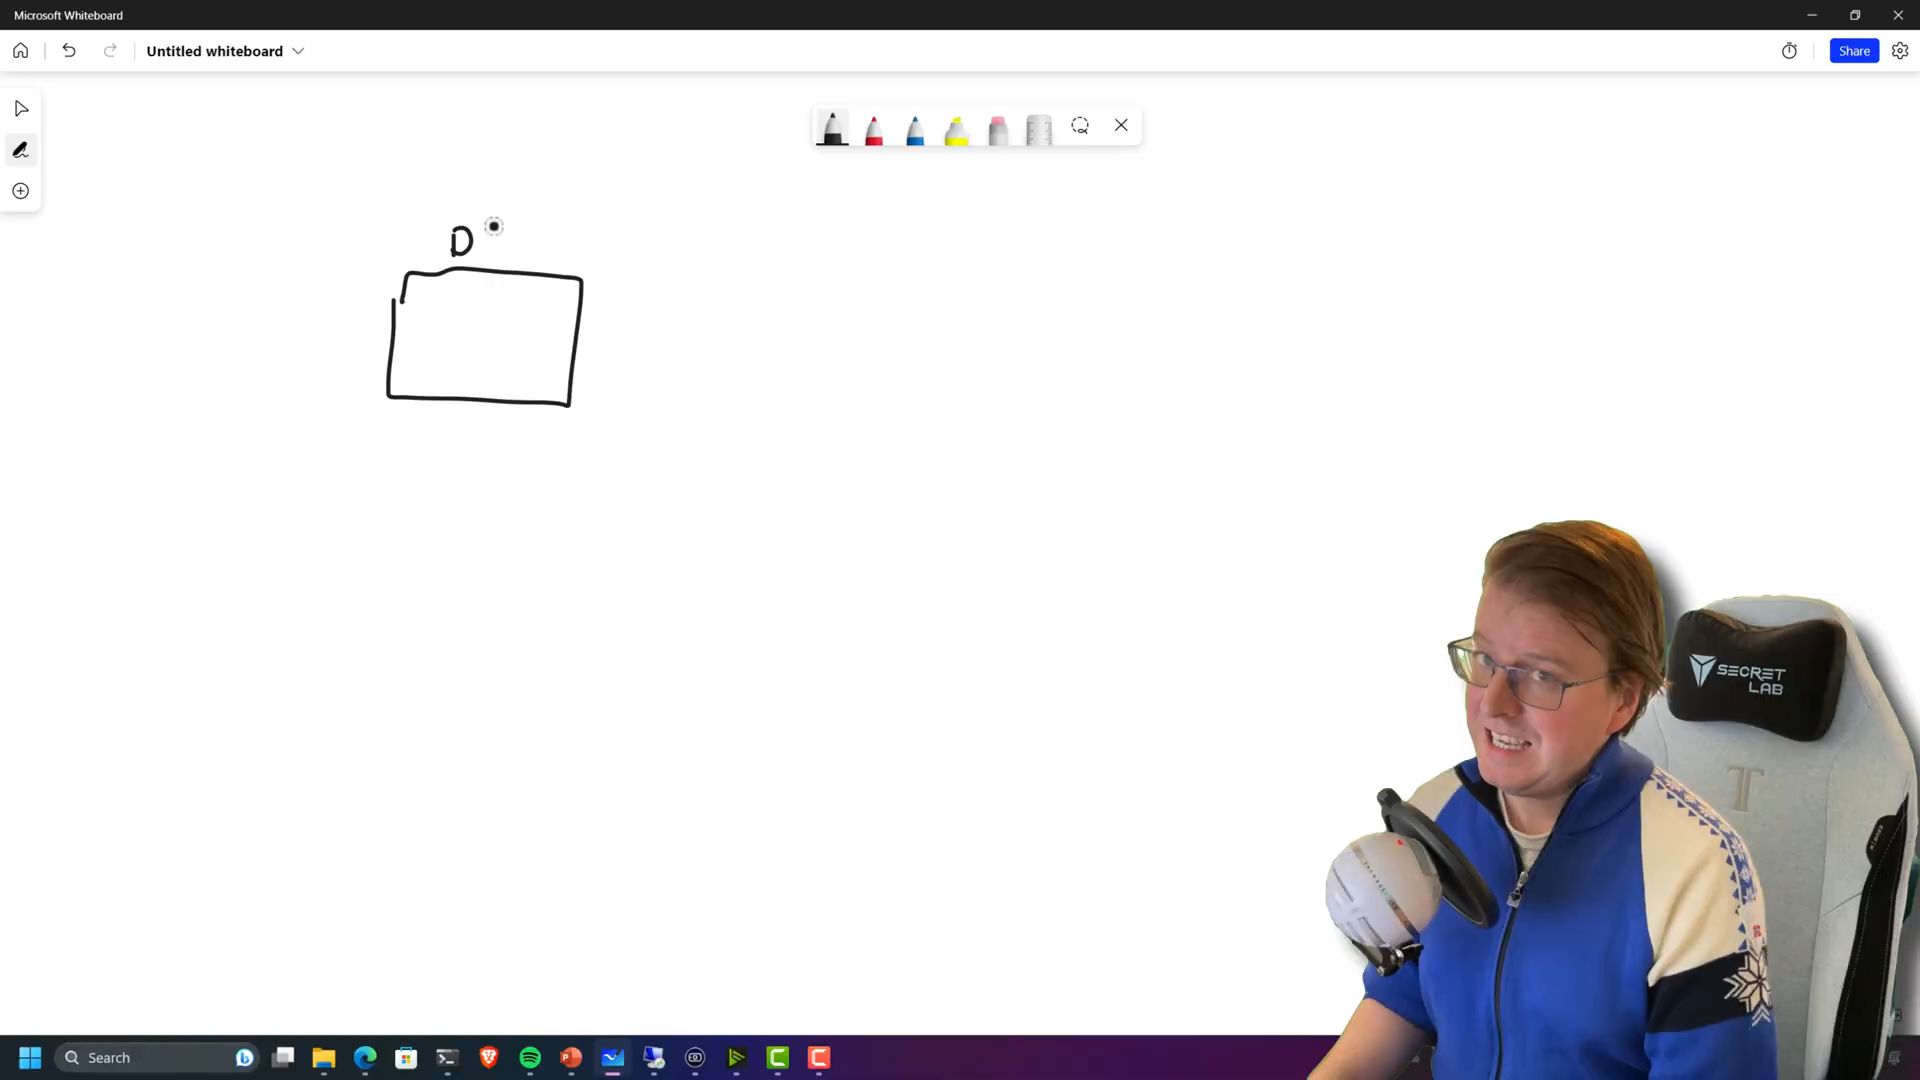 Microsoft Whiteboard
Untitled whiteboard
Share
D
SECRET
LAB
T
Search